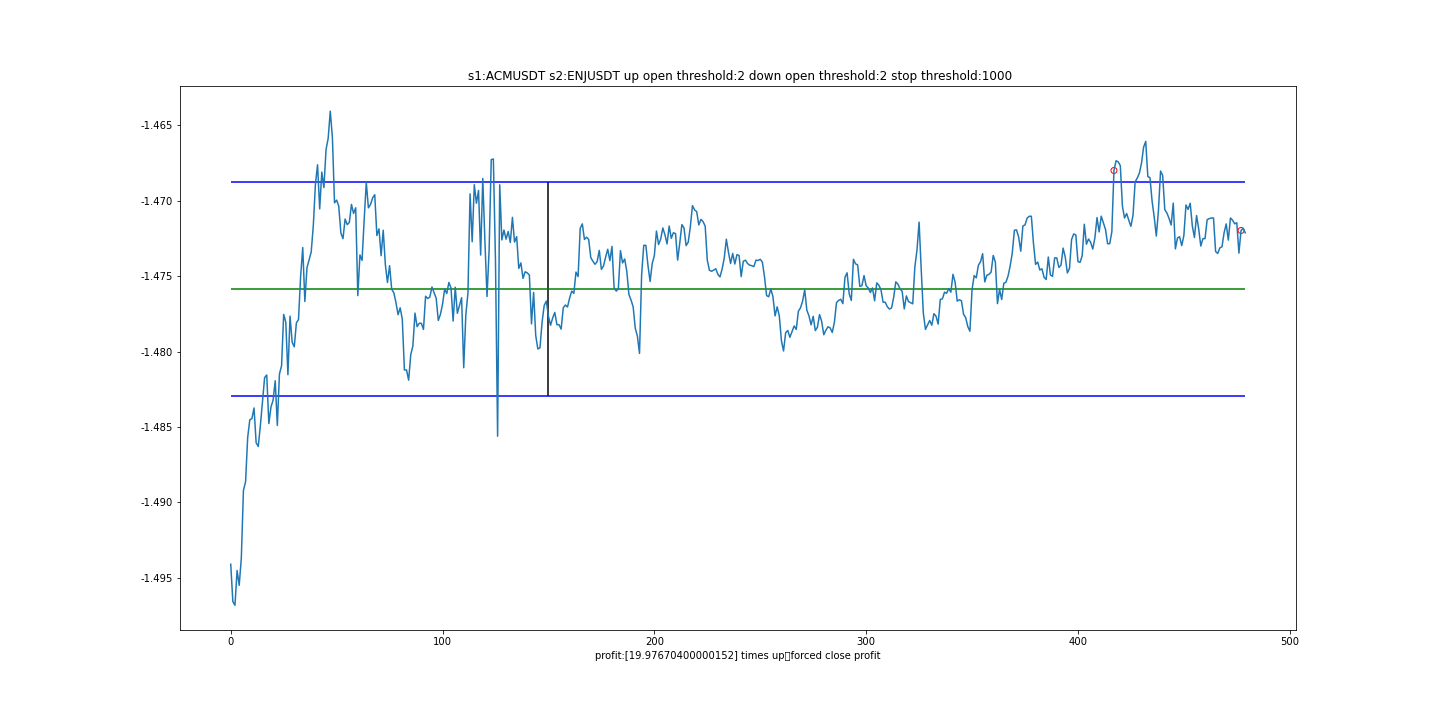 s1:ACMUSDT s2:ENJUSDT up open threshold:2 down open threshold:2 stop threshold:1000
-1.465
-1.470
-1.475
-1.480
-1.485
-1.490
-1.495
0 100 200 300 400 500
profit:[19.97670400000152] times up▯forced close profit